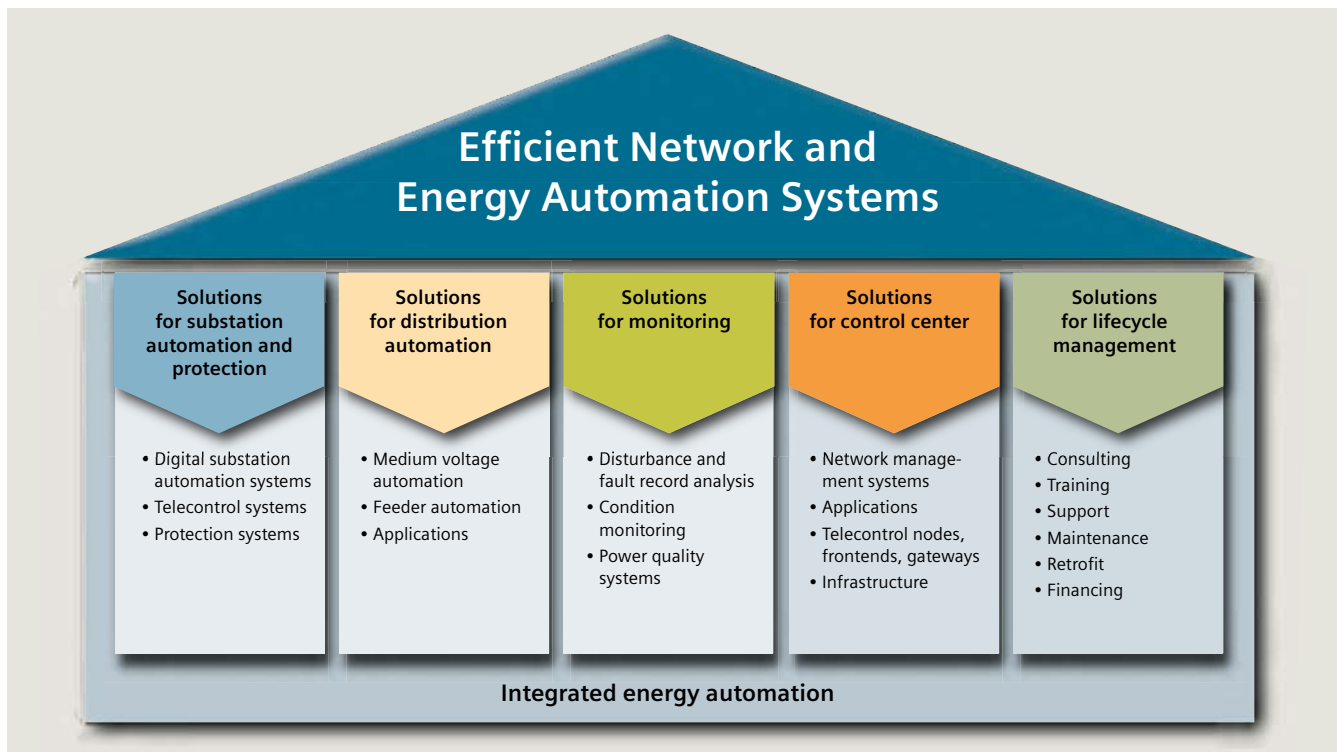 Efficient Network and
Energy Automation Systems
Solutions
for substation
automation and
protection
• Digital substation
automation systems
• Telecontrol systems
• Protection systems
Solutions
for distribution
automation
• Medium voltage
automation
• Feeder automation
• Applications
Solutions
for monitoring
• Disturbance and
fault record analysis
• Condition
monitoring
• Power quality
systems
Solutions
for control center
• Network manage-
ment systems
• Applications
• Telecontrol nodes,
frontends, gateways
• Infrastructure
Solutions
for lifecycle
management
• Consulting
• Training
• Support
• Maintenance
• Retrofit
• Financing
Integrated energy automation